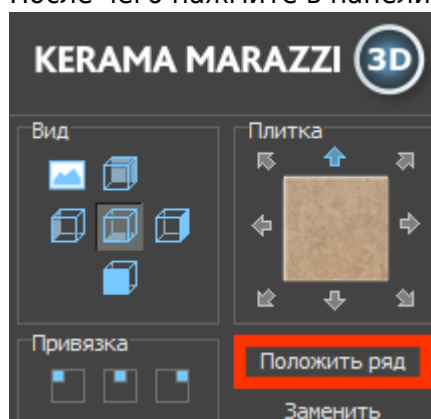 После чего нажмите в панели
KERAMA MARAZZI 3D
Вид
Плитка
Привязка
Положить ряд
Заменить